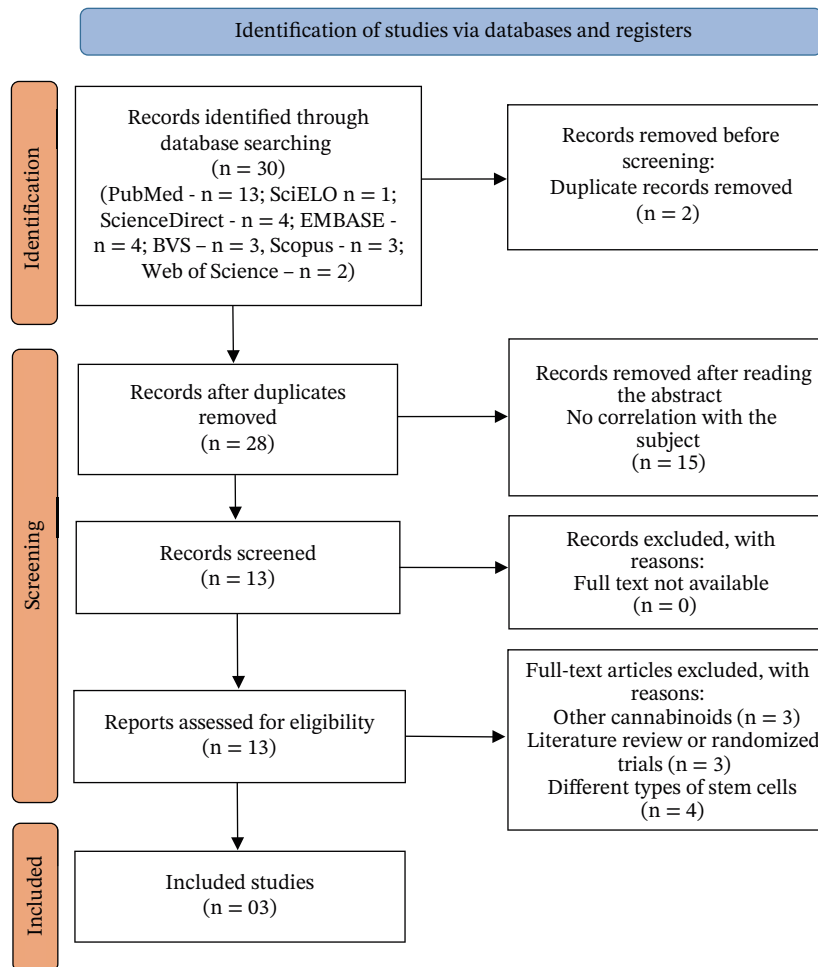 Identification of studies via databases and registers
Identification
Records identified through
database searching
(n = 30)
(PubMed - n = 13; SciELO n = 1;
ScienceDirect - n = 4; EMBASE -
n = 4; BVS – n = 3, Scopus - n = 3;
Web of Science – n = 2)
Records removed before
screening:
Duplicate records removed
(n = 2)
Screening
Records after duplicates
removed
(n = 28)
Records removed after reading
the abstract
No correlation with the
subject
(n = 15)
Records screened
(n = 13)
Records excluded, with
reasons:
Full text not available
(n = 0)
Reports assessed for eligibility
(n = 13)
Full-text articles excluded, with
reasons:
Other cannabinoids (n = 3)
Literature review or randomized
trials (n = 3)
Different types of stem cells
(n = 4)
Included
Included studies
(n = 03)